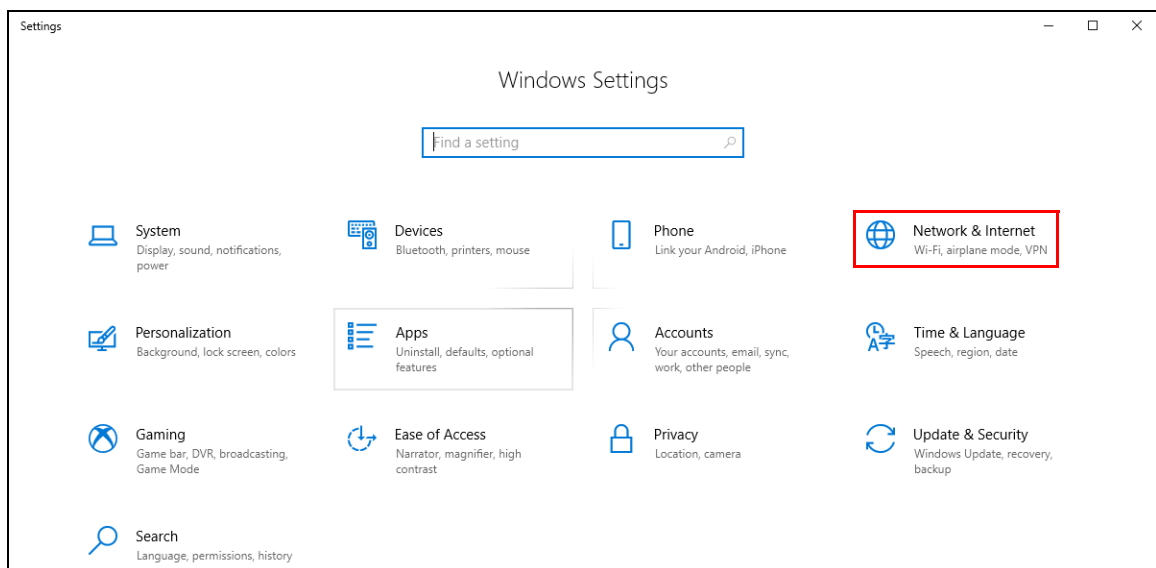 Settings
Windows Settings
Find a setting
System
Display, sound, notifications,
power
Devices
Bluetooth, printers, mouse
Phone
Link your Android, iPhone
Network & Internet
Wi-Fi, airplane mode, VPN
Personalization
Background, lock screen, colors
Apps
Uninstall, defaults, optional
features
Accounts
Your accounts, email, sync,
work, other people
Time & Language
Speech, region, date
Gaming
Game bar, DVR, broadcasting,
Game Mode
Ease of Access
Narrator, magnifier, high
contrast
Privacy
Location, camera
Update & Security
Windows Update, recovery,
backup
Search
Language, permissions, history